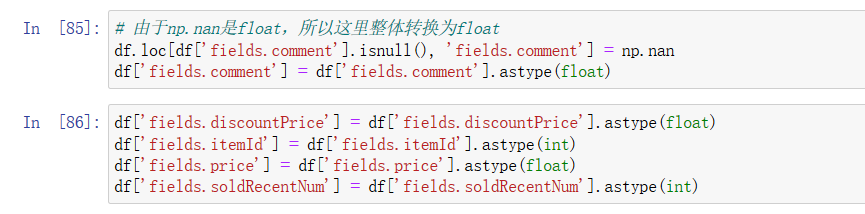 In [85]: # 由于np.nan是float，所以这里整体转换为float
df.loc[df['fields.comment'].isnull(), 'fields.comment'] = np.nan
df['fields.comment'] = df['fields.comment'].astype(float)
In [86]: df['fields.discountPrice'] = df['fields.discountPrice'].astype(float)
df['fields.itemId'] = df['fields.itemId'].astype(int)
df['fields.price'] = df['fields.price'].astype(float)
df['fields.soldRecentNum'] = df['fields.soldRecentNum'].astype(int)